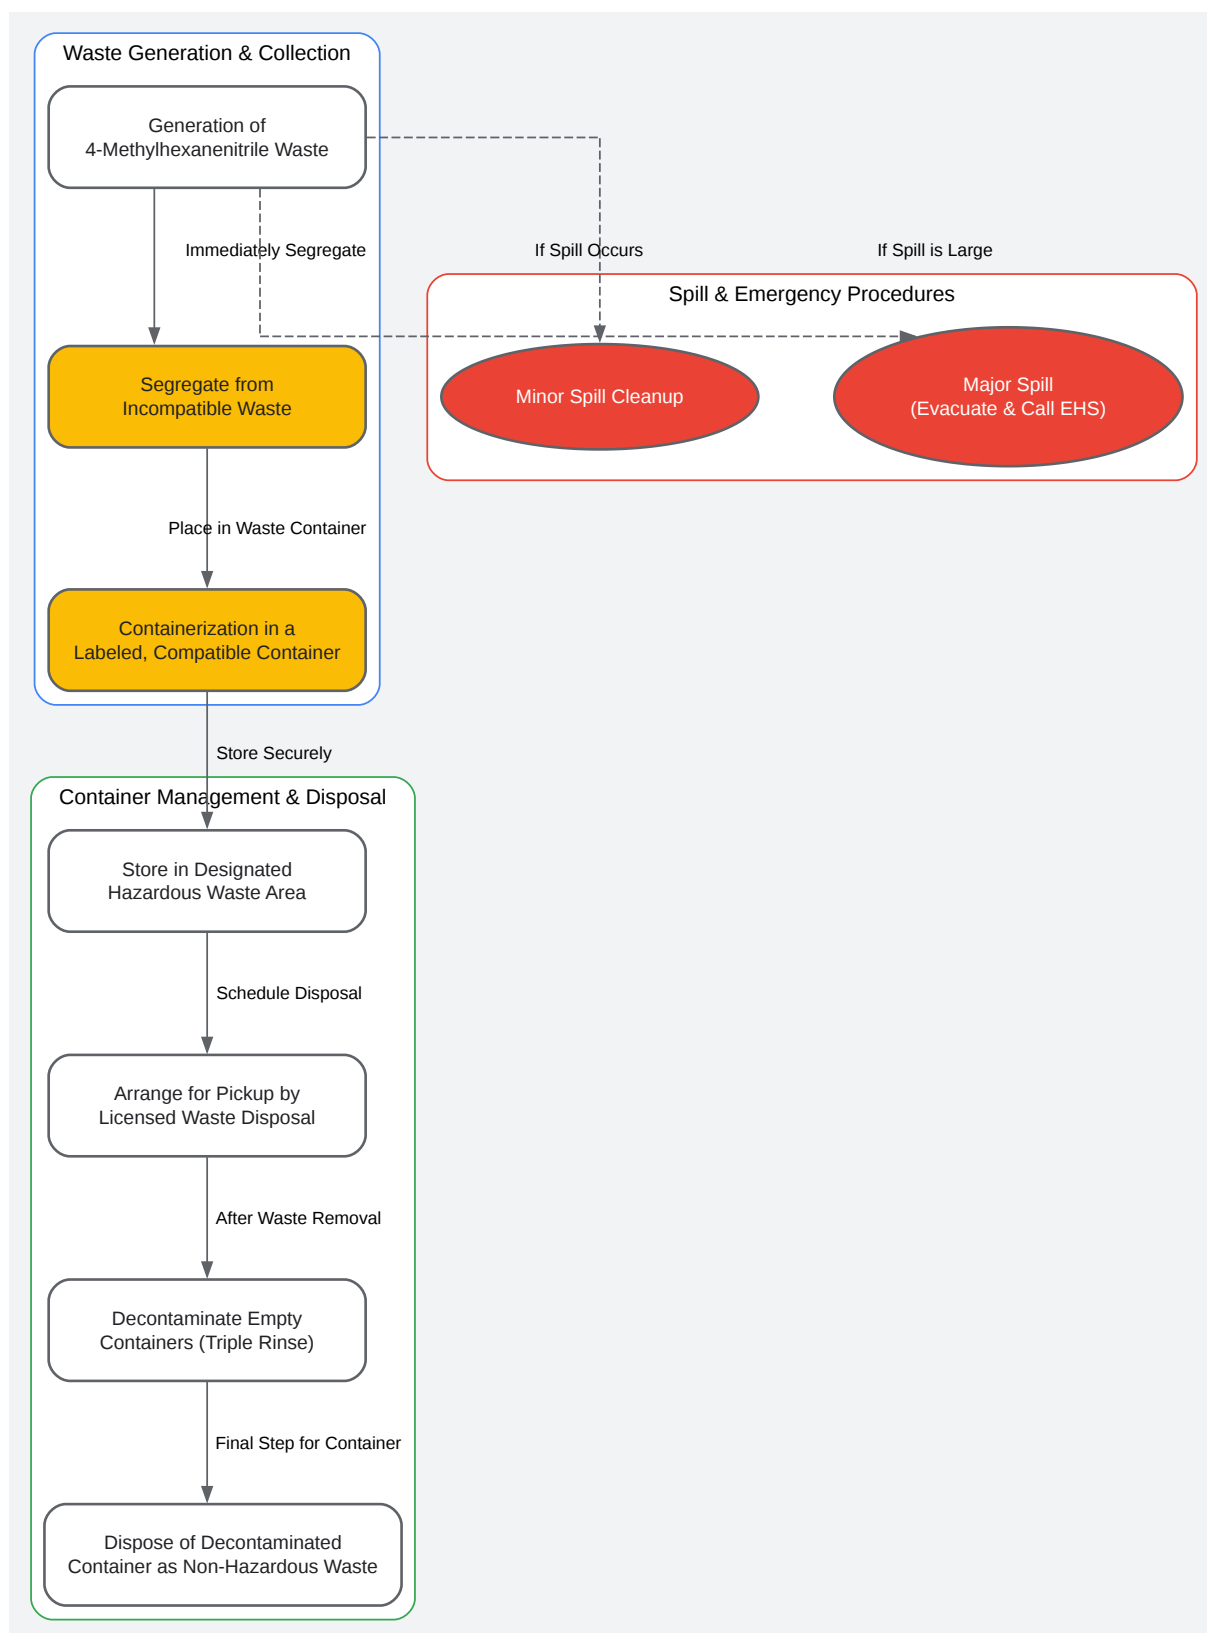 Waste Generation & Collection
Generation of
4-Methylhexanenitrile Waste
Immediately Segregate
If Spill Occurs
If Spill is Large
Spill & Emergency Procedures
Segregate from
Incompatible Waste
Minor Spill Cleanup
Major Spill
(Evacuate & Call EHS)
Place in Waste Container
Containerization in a
Labeled, Compatible Container
Store Securely
Container Management & Disposal
Store in Designated
Hazardous Waste Area
Schedule Disposal
Arrange for Pickup by
Licensed Waste Disposal
After Waste Removal
Decontaminate Empty
Containers (Triple Rinse)
Final Step for Container
Dispose of Decontaminated
Container as Non-Hazardous Waste